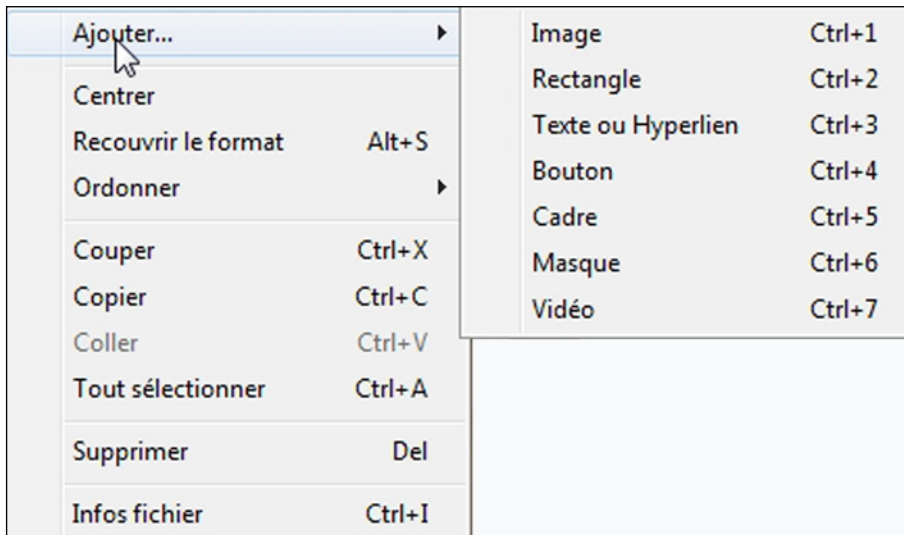 Ajouter...
Centrer
Recouvrir le format Alt+S
Ordonner
Couper Ctrl+X
Copier Ctrl+C
Coller Ctrl+V
Tout sélectionner Ctrl+A
Supprimer Del
Infos fichier Ctrl+I
Image Ctrl+1
Rectangle Ctrl+2
Texte ou Hyperlien Ctrl+3
Bouton Ctrl+4
Cadre Ctrl+5
Masque Ctrl+6
Vidéo Ctrl+7